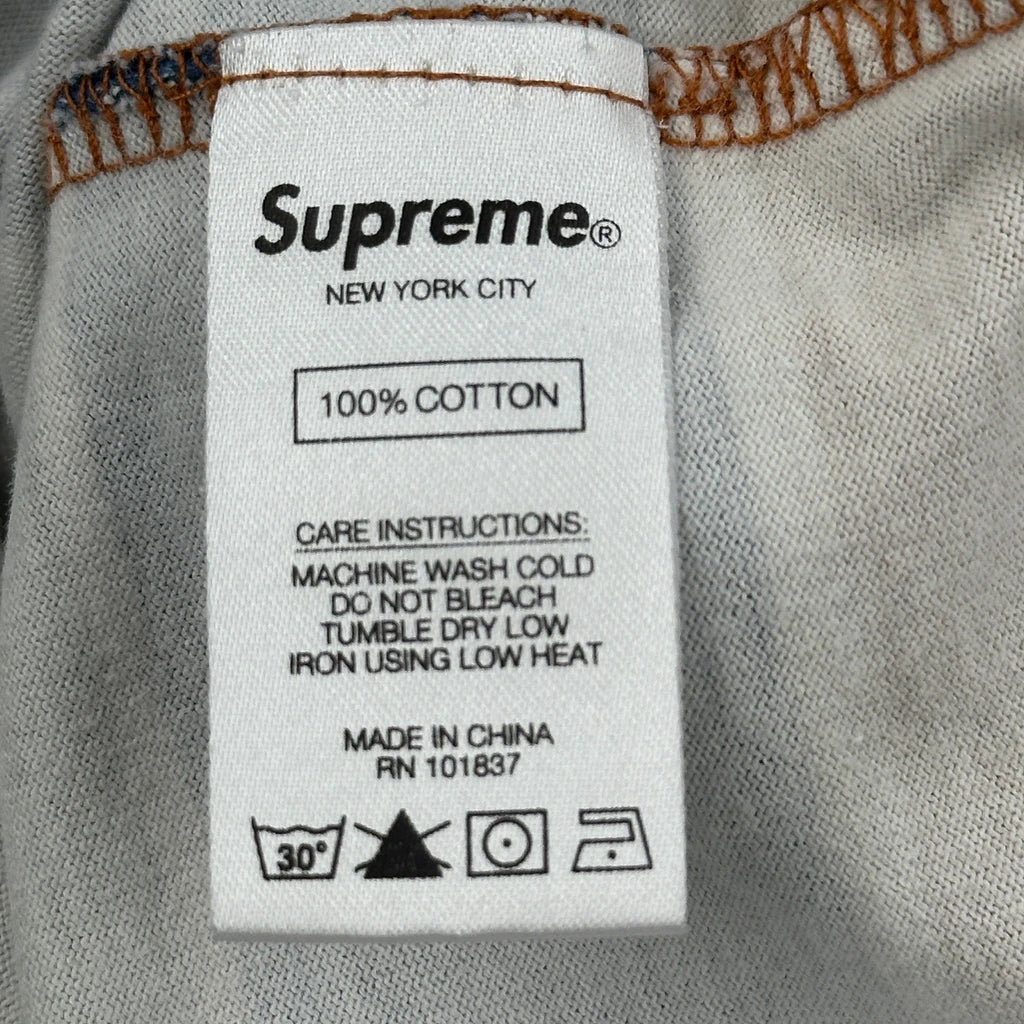 Supreme®
NEW YORK CITY
100% COTTON
CARE INSTRUCTIONS:
MACHINE WASH COLD
DO NOT BLEACH
TUMBLE DRY LOW
IRON USING LOW HEAT
MADE IN CHINA
RN 101837
30°